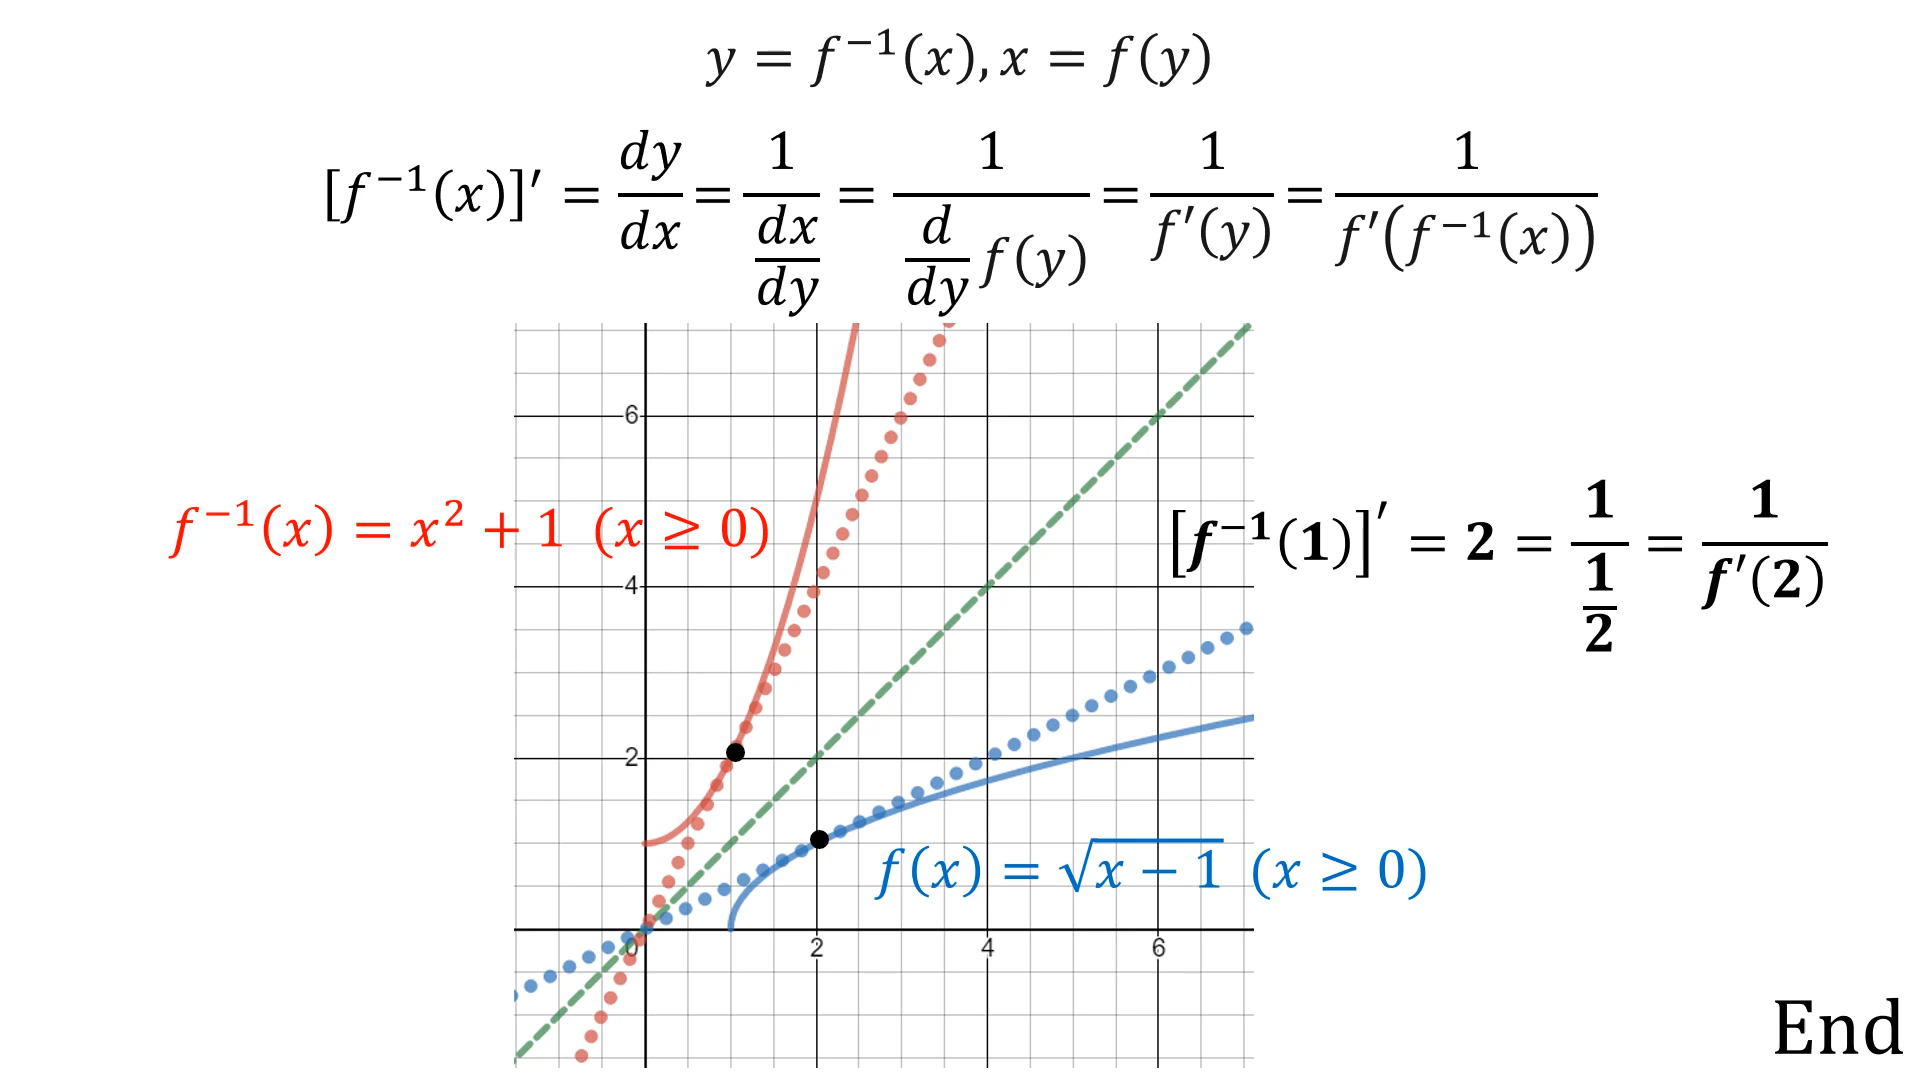 y = f⁻¹(x), x = f(y)
[f⁻¹(x)]′ = dy/dx = 1/(dx/dy) = 1/(d/dy f(y)) = 1/f′(y) = 1/f′(f⁻¹(x))
6
f⁻¹(x) = x² + 1 (x ≥ 0)
[f⁻¹(1)]′ = 2 = 1/(1/2) = 1/f′(2)
4
2
f(x) = √(x − 1) (x ≥ 0)
0 2 4 6
End